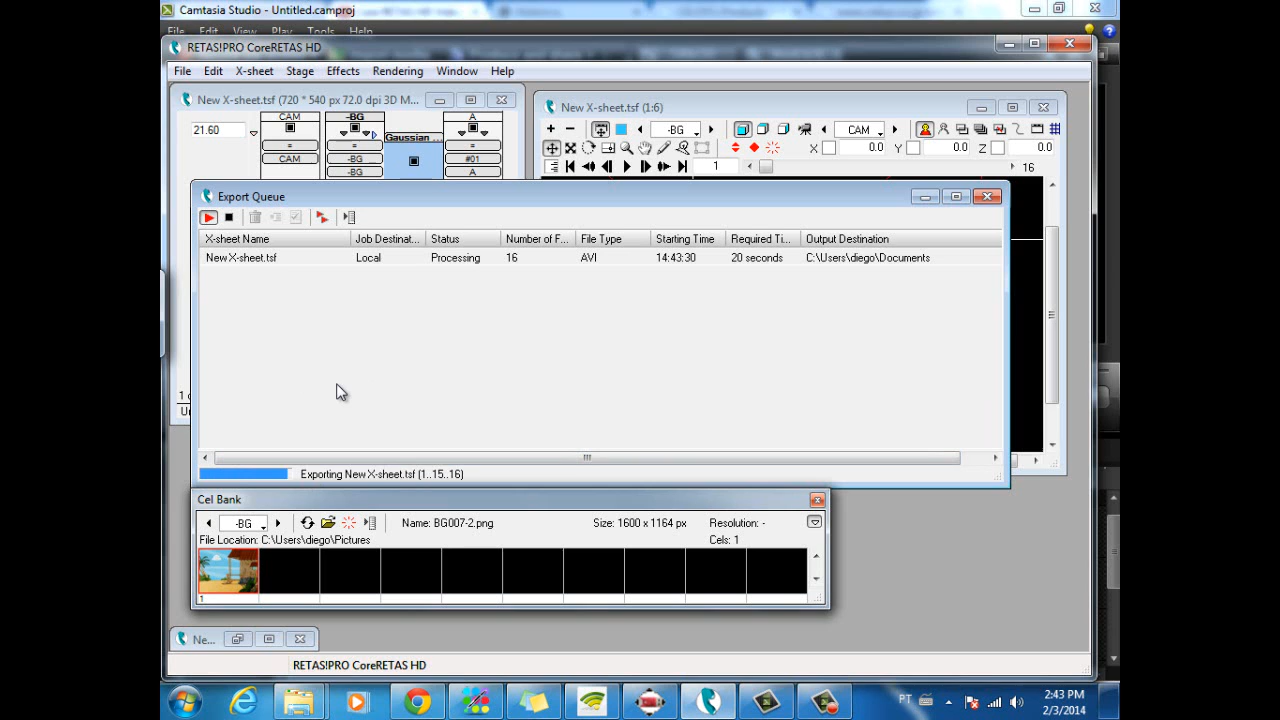 Camtasia Studio - Untitled.camproj
File Edit View Play Tools Help
RETAS!PRO CoreRETAS HD
File Edit X-sheet Stage Effects Rendering Window Help
New X-sheet.tsf (720 * 540 px 72.0 dpi 3D M...
21.60
CAM -BG A
Gaussian ...
= = =
CAM -BG #01
-BG A
New X-sheet.tsf (1:6)
-BG CAM
X 0.0 Y 0.0 Z 0.0
1 16
Export Queue
X-sheet Name Job Destinat... Status Number of F... File Type Starting Time Required Ti... Output Destination
New X-sheet.tsf Local Processing 16 AVI 14:43:30 20 seconds C:\Users\diego\Documents
Exporting New X-sheet.tsf (1..15..16)
Cel Bank
-BG Name: BG007-2.png Size: 1600 x 1164 px Resolution: -
File Location: C:\Users\diego\Pictures Cels: 1
1
Ne...
RETAS!PRO CoreRETAS HD
PT 2:43 PM
2/3/2014